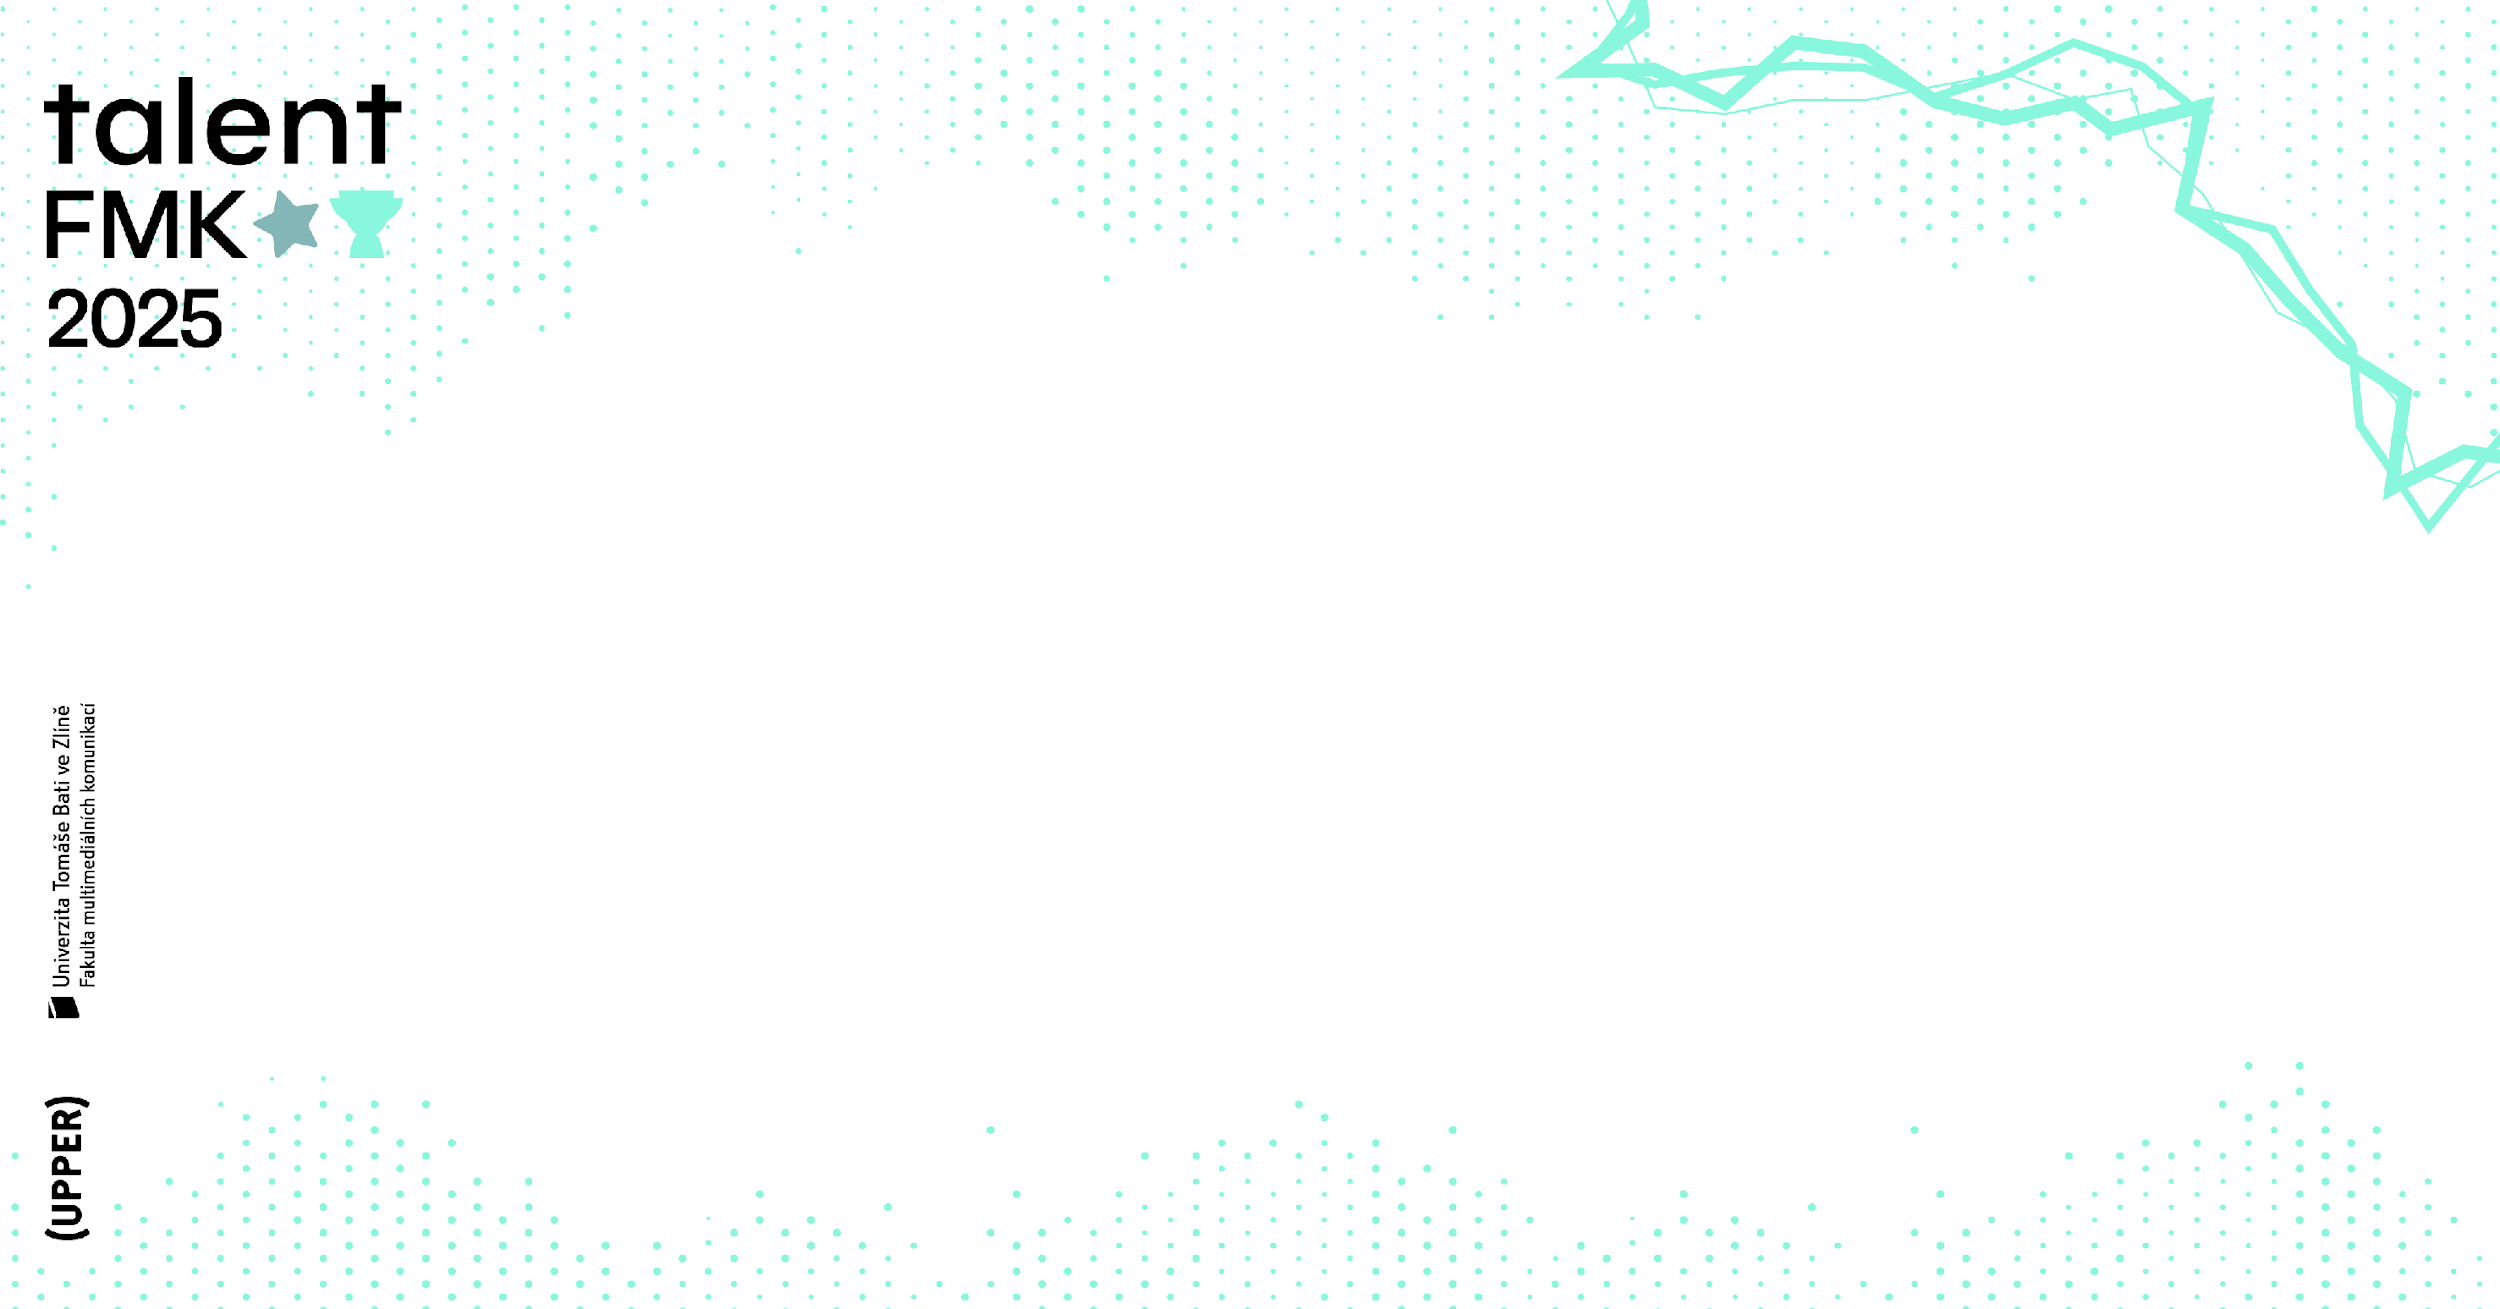 talent
FMK
2025
Univerzita Tomáše Bati ve Zlíně
Fakulta multimediálních komunikací
(UPPER)